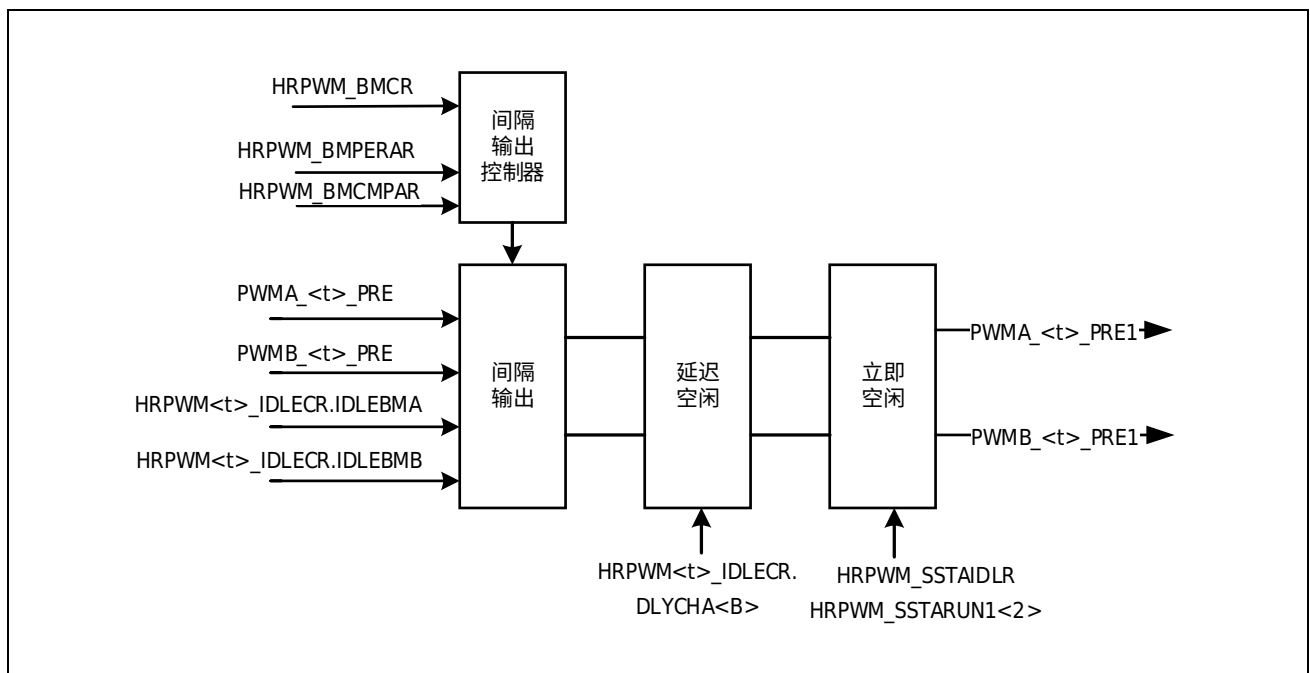 HRPWM_BMCR
HRPWM_BMPERAR
HRPWM_BMCMPAR
间隔
输出
控制器
PWMA_<t>_PRE
PWMB_<t>_PRE
HRPWM<t>_IDLECR.IDLEBMA
HRPWM<t>_IDLECR.IDLEBMB
间隔
输出
延迟
空闲
立即
空闲
PWMA_<t>_PRE1
PWMB_<t>_PRE1
HRPWM<t>_IDLECR.
DLYCHA<B>
HRPWM_SSTAIDLR
HRPWM_SSTARUN1<2>